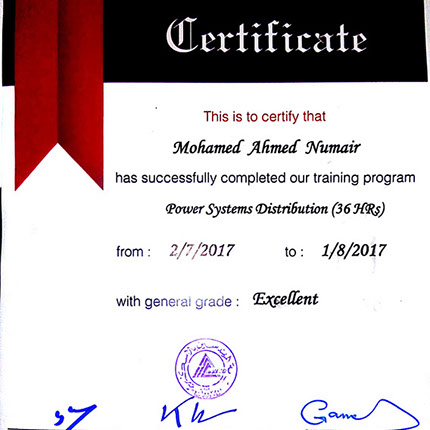 Certificate
This is to certify that
Mohamed Ahmed Numair
has successfully completed our training program
Power Systems Distribution (36 HRs)
from : 2/7/2017 to : 1/8/2017
with general grade : Excellent